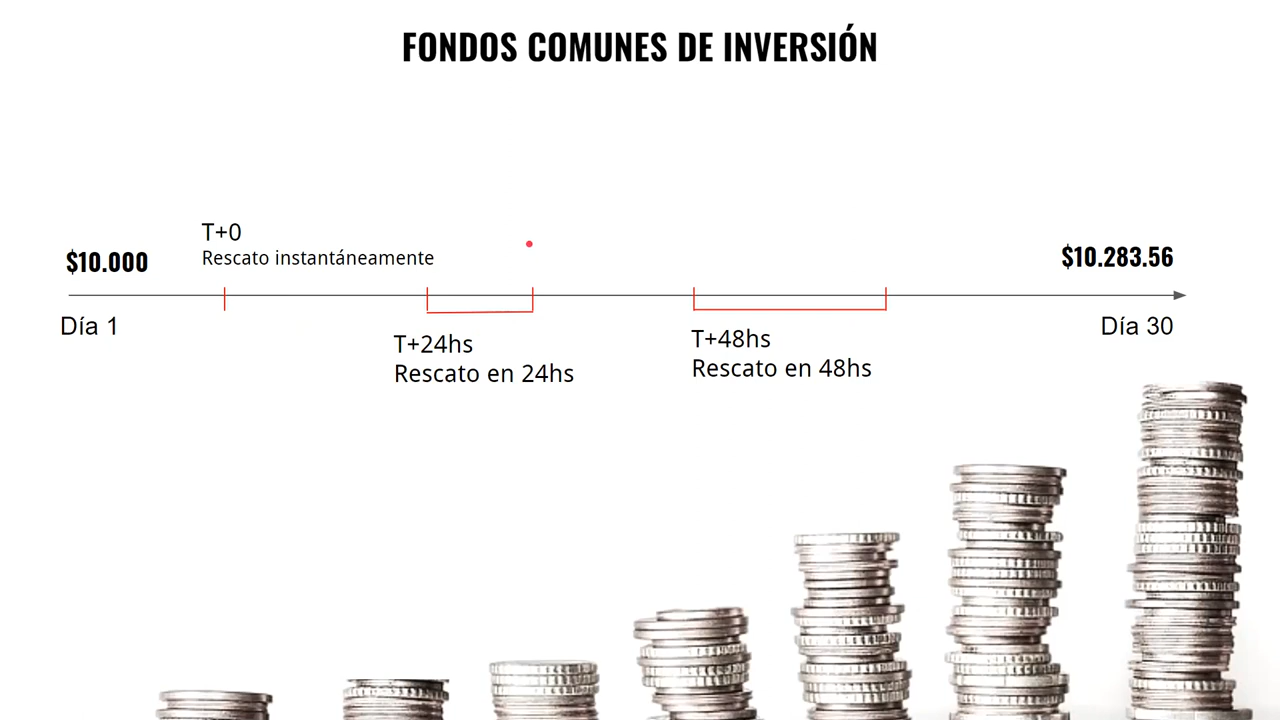 FONDOS COMUNES DE INVERSIÓN
T+0
Rescato instantáneamente
$10.000
$10.283.56
Día 1
Día 30
T+24hs
Rescato en 24hs
T+48hs
Rescato en 48hs